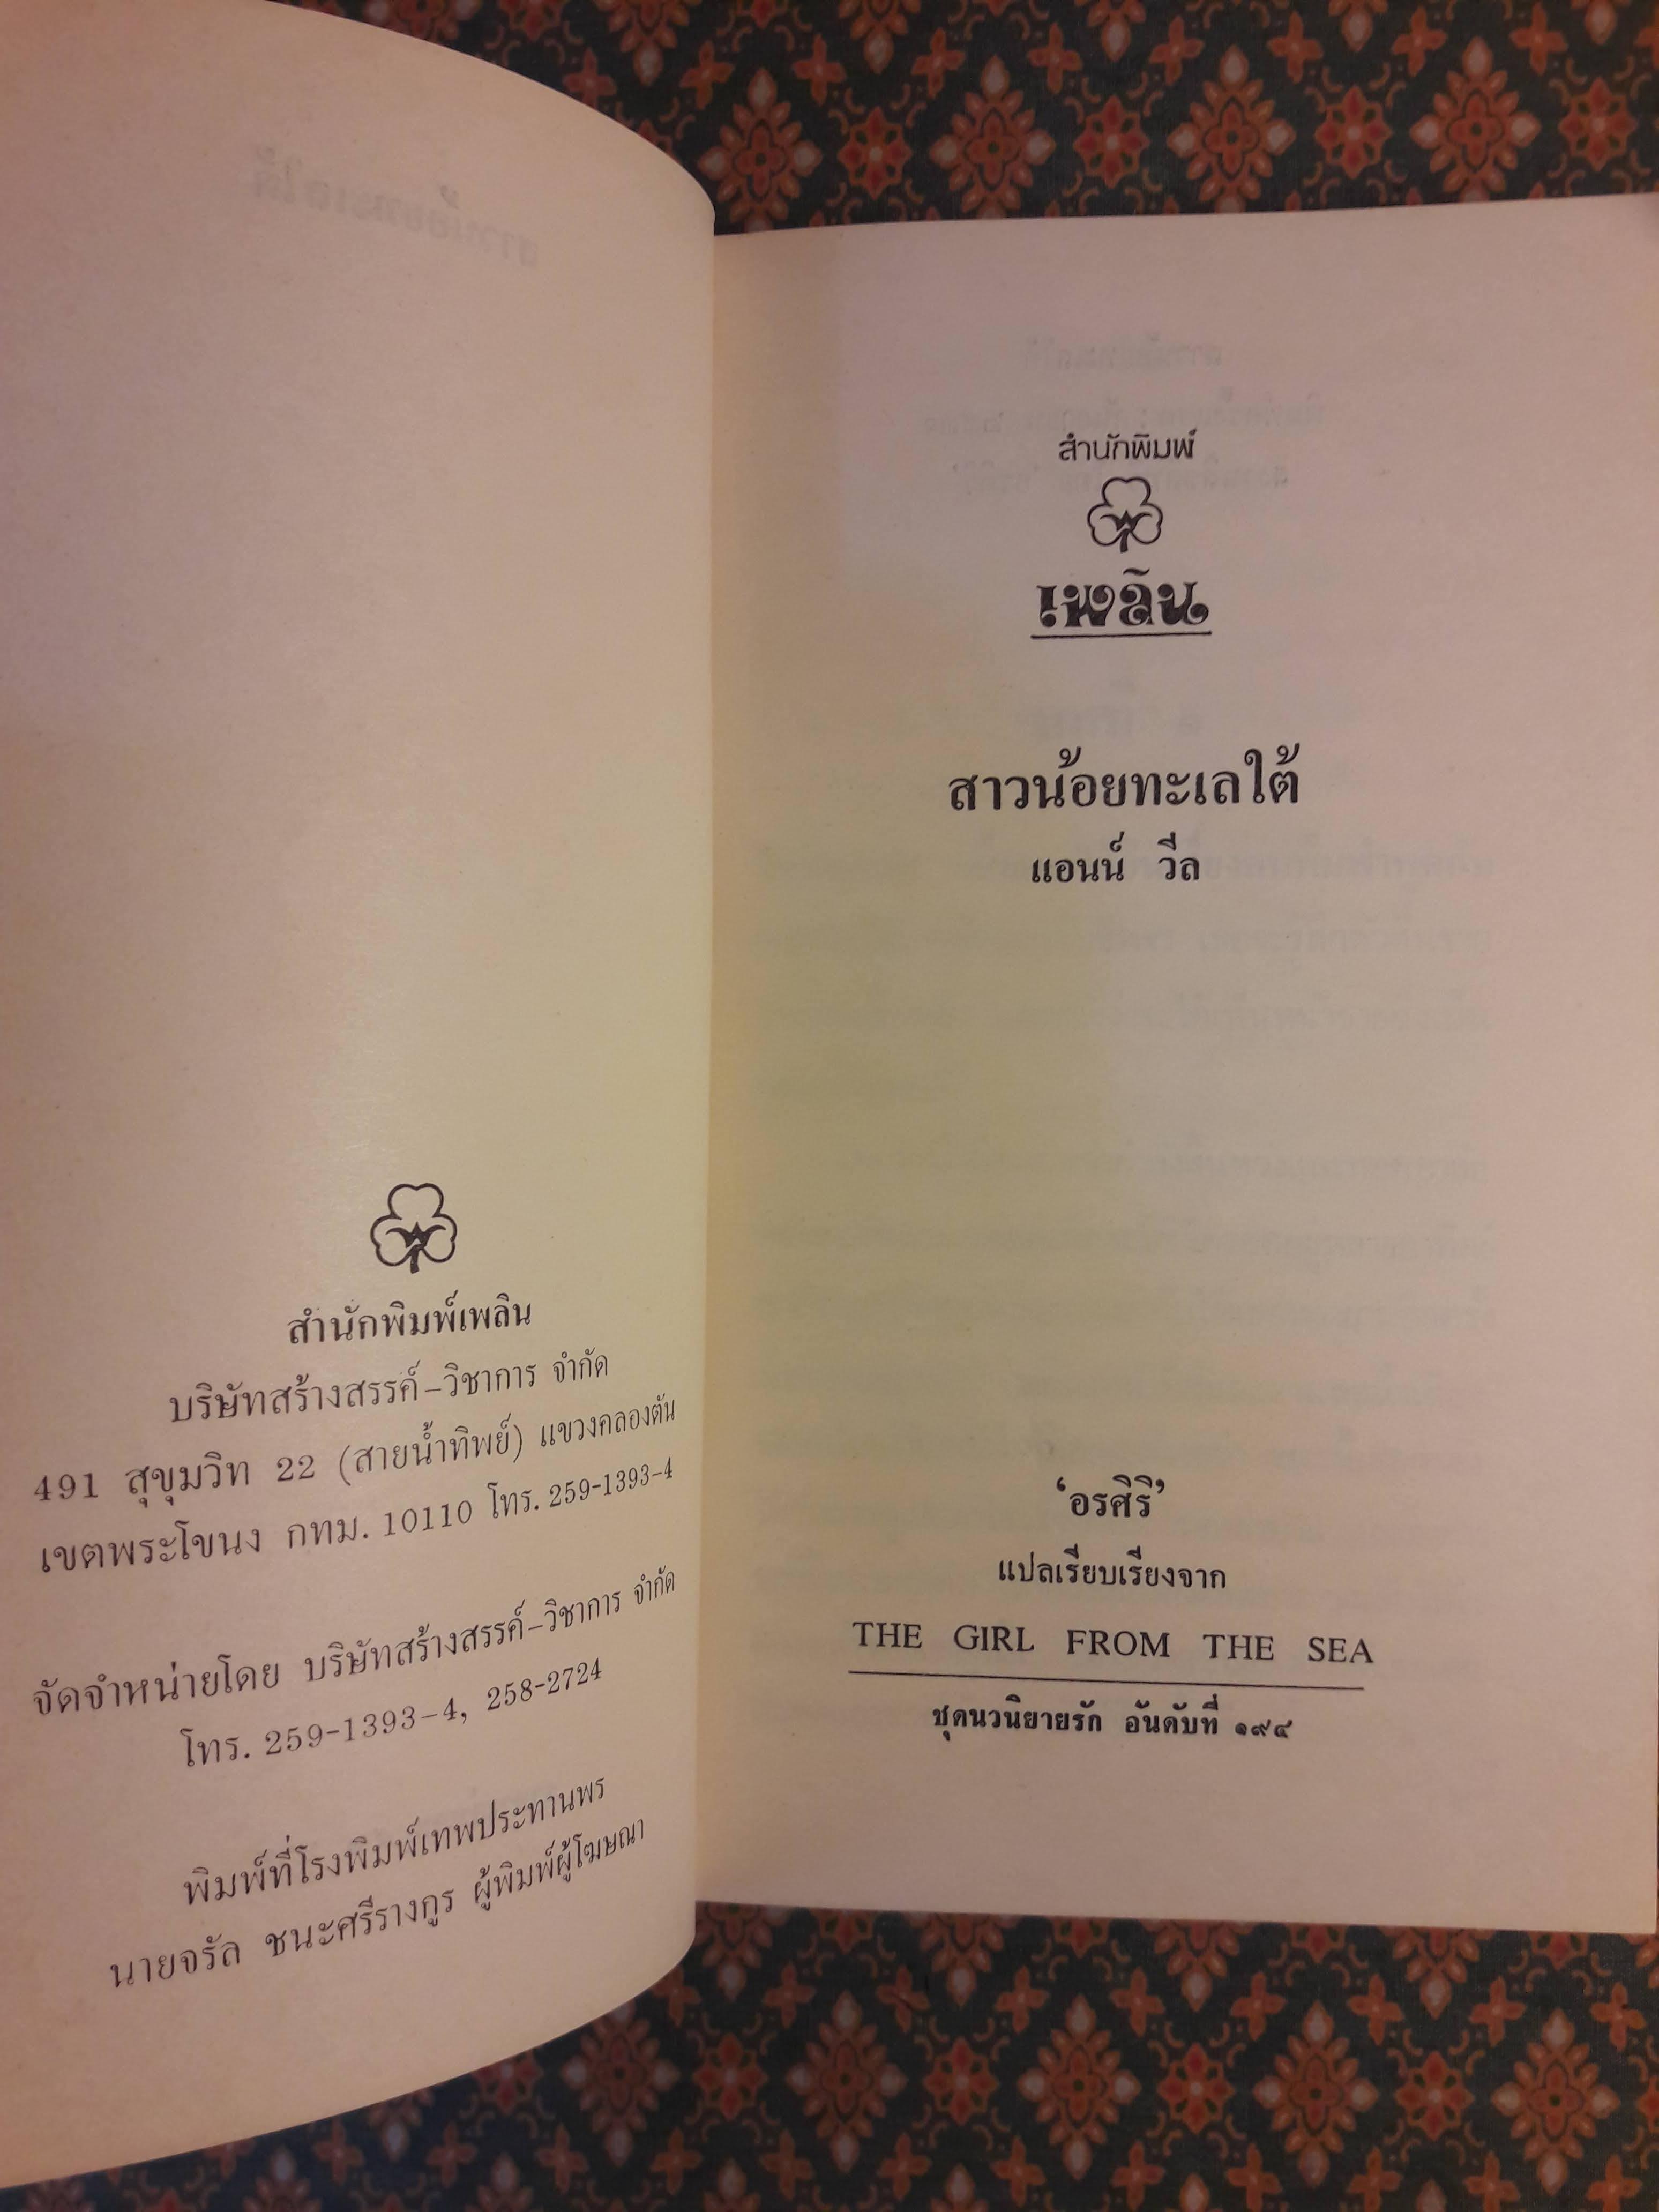 สำนักพิมพ์เพลิน
บริษัทสร้างสรรค์-วิชาการ จำกัด
491 สุขุมวิท 22 (สายน้ำทิพย์) แขวงคลองตัน
เขตพระโขนง กทม. 10110 โทร. 259-1393-4
จัดจำหน่ายโดย บริษัทสร้างสรรค์-วิชาการ จำกัด
โทร. 259-1393-4, 258-2724
พิมพ์ที่โรงพิมพ์เทพประทานพร
นายจรัล ชนะศรีรางกูร ผู้พิมพ์ผู้โฆษณา
สำนักพิมพ์
เพลิน
สาวน้อยทะเลใต้
แอนน์ วีล
‘อรศิริ’
แปลเรียบเรียงจาก
THE GIRL FROM THE SEA
ชุดนวนิยายรัก อันดับที่ ๑๙๔